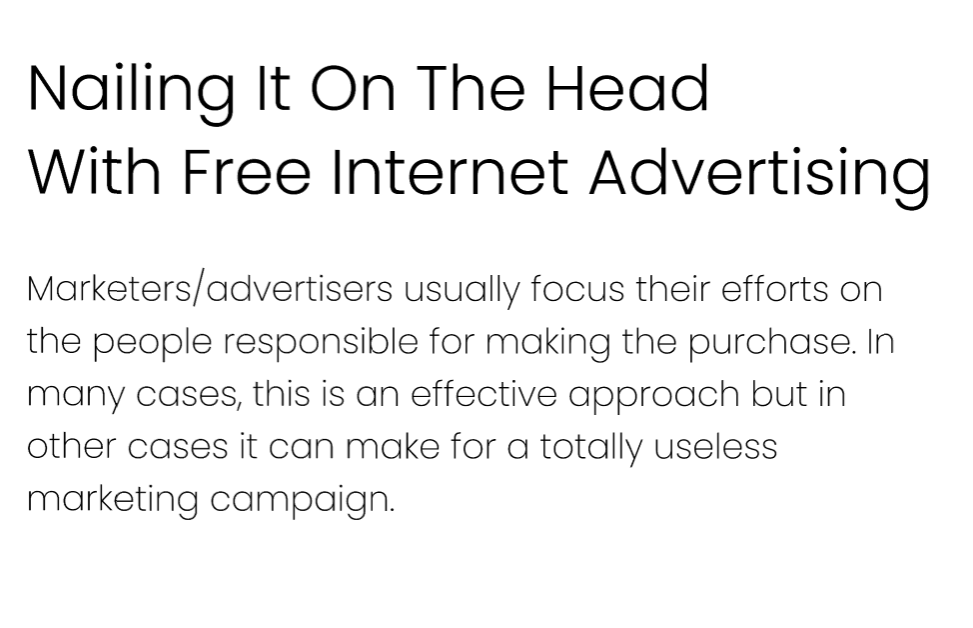 Nailing It On The Head
With Free Internet Advertising
Marketers/advertisers usually focus their efforts on
the people responsible for making the purchase. In
many cases, this is an effective approach but in
other cases it can make for a totally useless
marketing campaign.